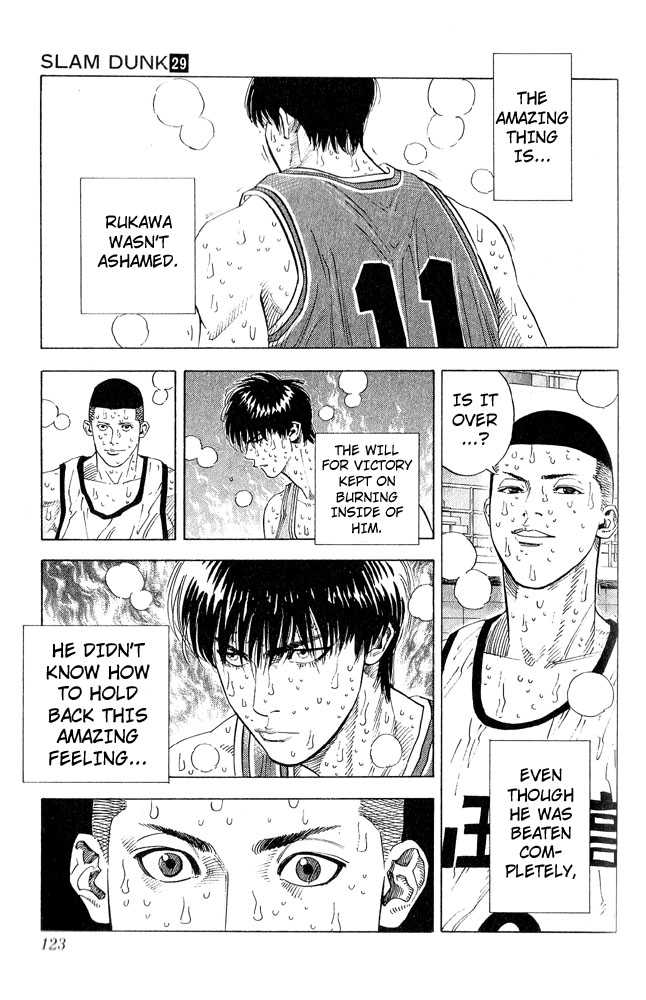 SLAM DUNK 29
THE
AMAZING
THING
IS...
RUKAWA
WASN'T
ASHAMED.
11
IS IT
OVER
...?
EVEN
THOUGH
HE WAS
BEATEN
COM-
PLETELY,
THE WILL
FOR VICTORY
KEPT ON
BURNING
INSIDE OF
HIM.
HE DIDN'T
KNOW HOW
TO HOLD
BACK THIS
AMAZING
FEELING...
123